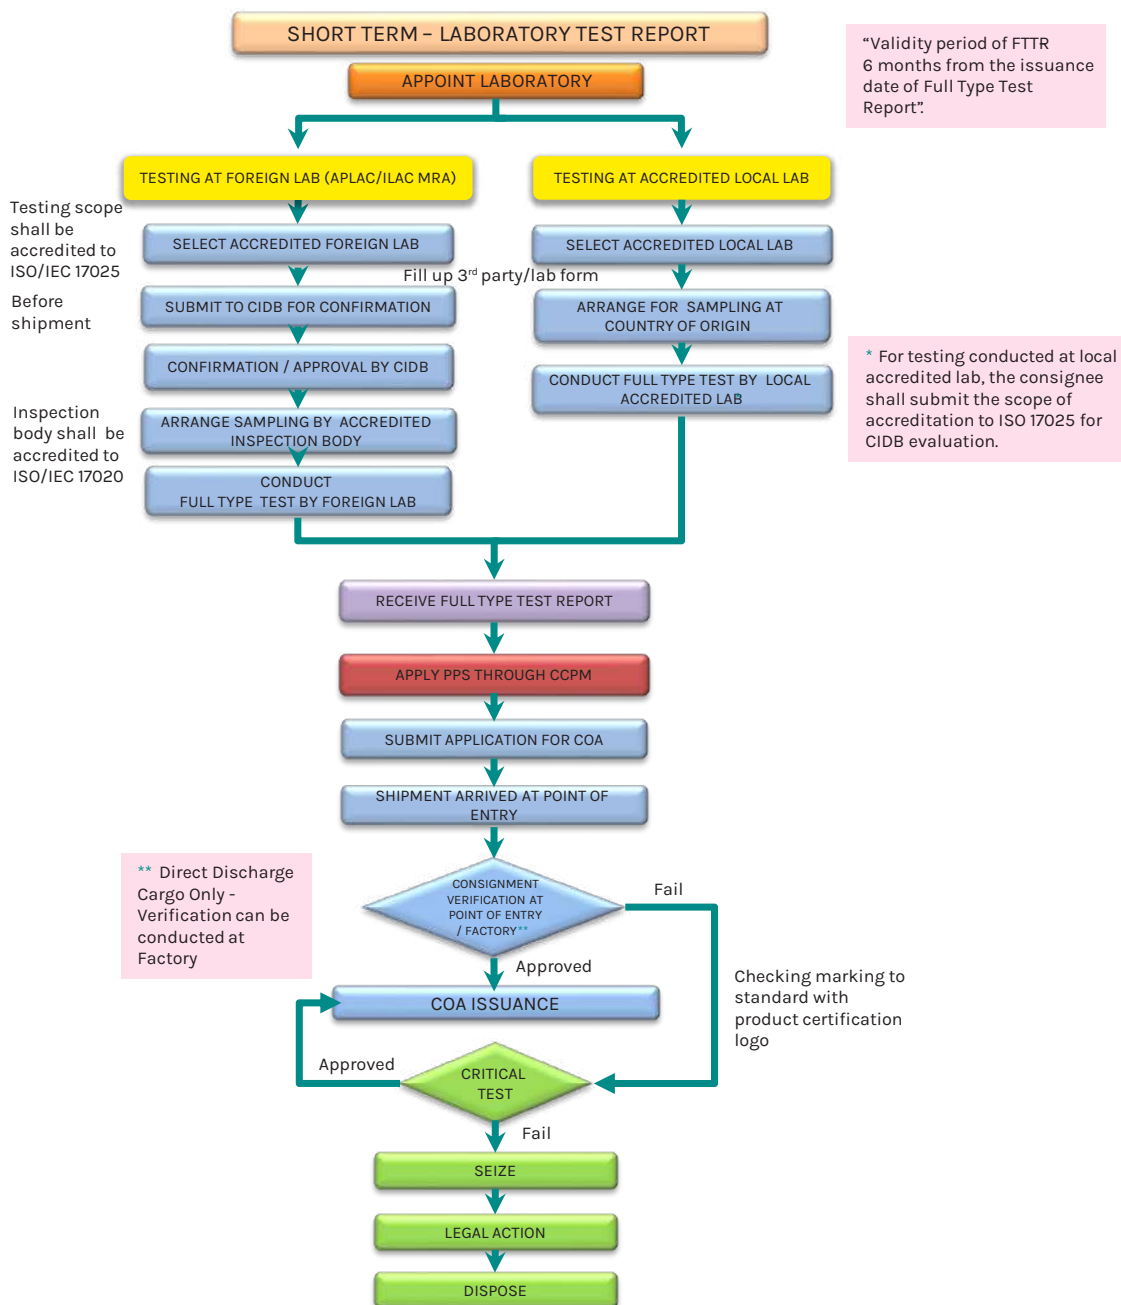 SHORT TERM – LABORATORY TEST REPORT
APPOINT LABORATORY
“Validity period of FTTR
6 months from the issuance
date of Full Type Test
Report”.
TESTING AT FOREIGN LAB (APLAC/ILAC MRA)
TESTING AT ACCREDITED LOCAL LAB
Testing scope
shall be
accredited to
ISO/IEC 17025
SELECT ACCREDITED FOREIGN LAB
SELECT ACCREDITED LOCAL LAB
Fill up 3rd party/lab form
Before
shipment
SUBMIT TO CIDB FOR CONFIRMATION
ARRANGE FOR SAMPLING AT
COUNTRY OF ORIGIN
CONFIRMATION / APPROVAL BY CIDB
CONDUCT FULL TYPE TEST BY LOCAL
ACCREDITED LAB*
* For testing conducted at local
accredited lab, the consignee
shall submit the scope of
accreditation to ISO 17025 for
CIDB evaluation.
Inspection
body shall be
accredited to
ISO/IEC 17020
ARRANGE SAMPLING BY ACCREDITED
INSPECTION BODY
CONDUCT
FULL TYPE TEST BY FOREIGN LAB
RECEIVE FULL TYPE TEST REPORT
APPLY PPS THROUGH CCPM
SUBMIT APPLICATION FOR COA
SHIPMENT ARRIVED AT POINT OF
ENTRY
** Direct Discharge
Cargo Only -
Verification can be
conducted at
Factory
CONSIGNMENT
VERIFICATION AT
POINT OF ENTRY
/ FACTORY**
Fail
Approved
Checking marking to
standard with
product certification
logo
COA ISSUANCE
Approved
CRITICAL
TEST
Fail
SEIZE
LEGAL ACTION
DISPOSE